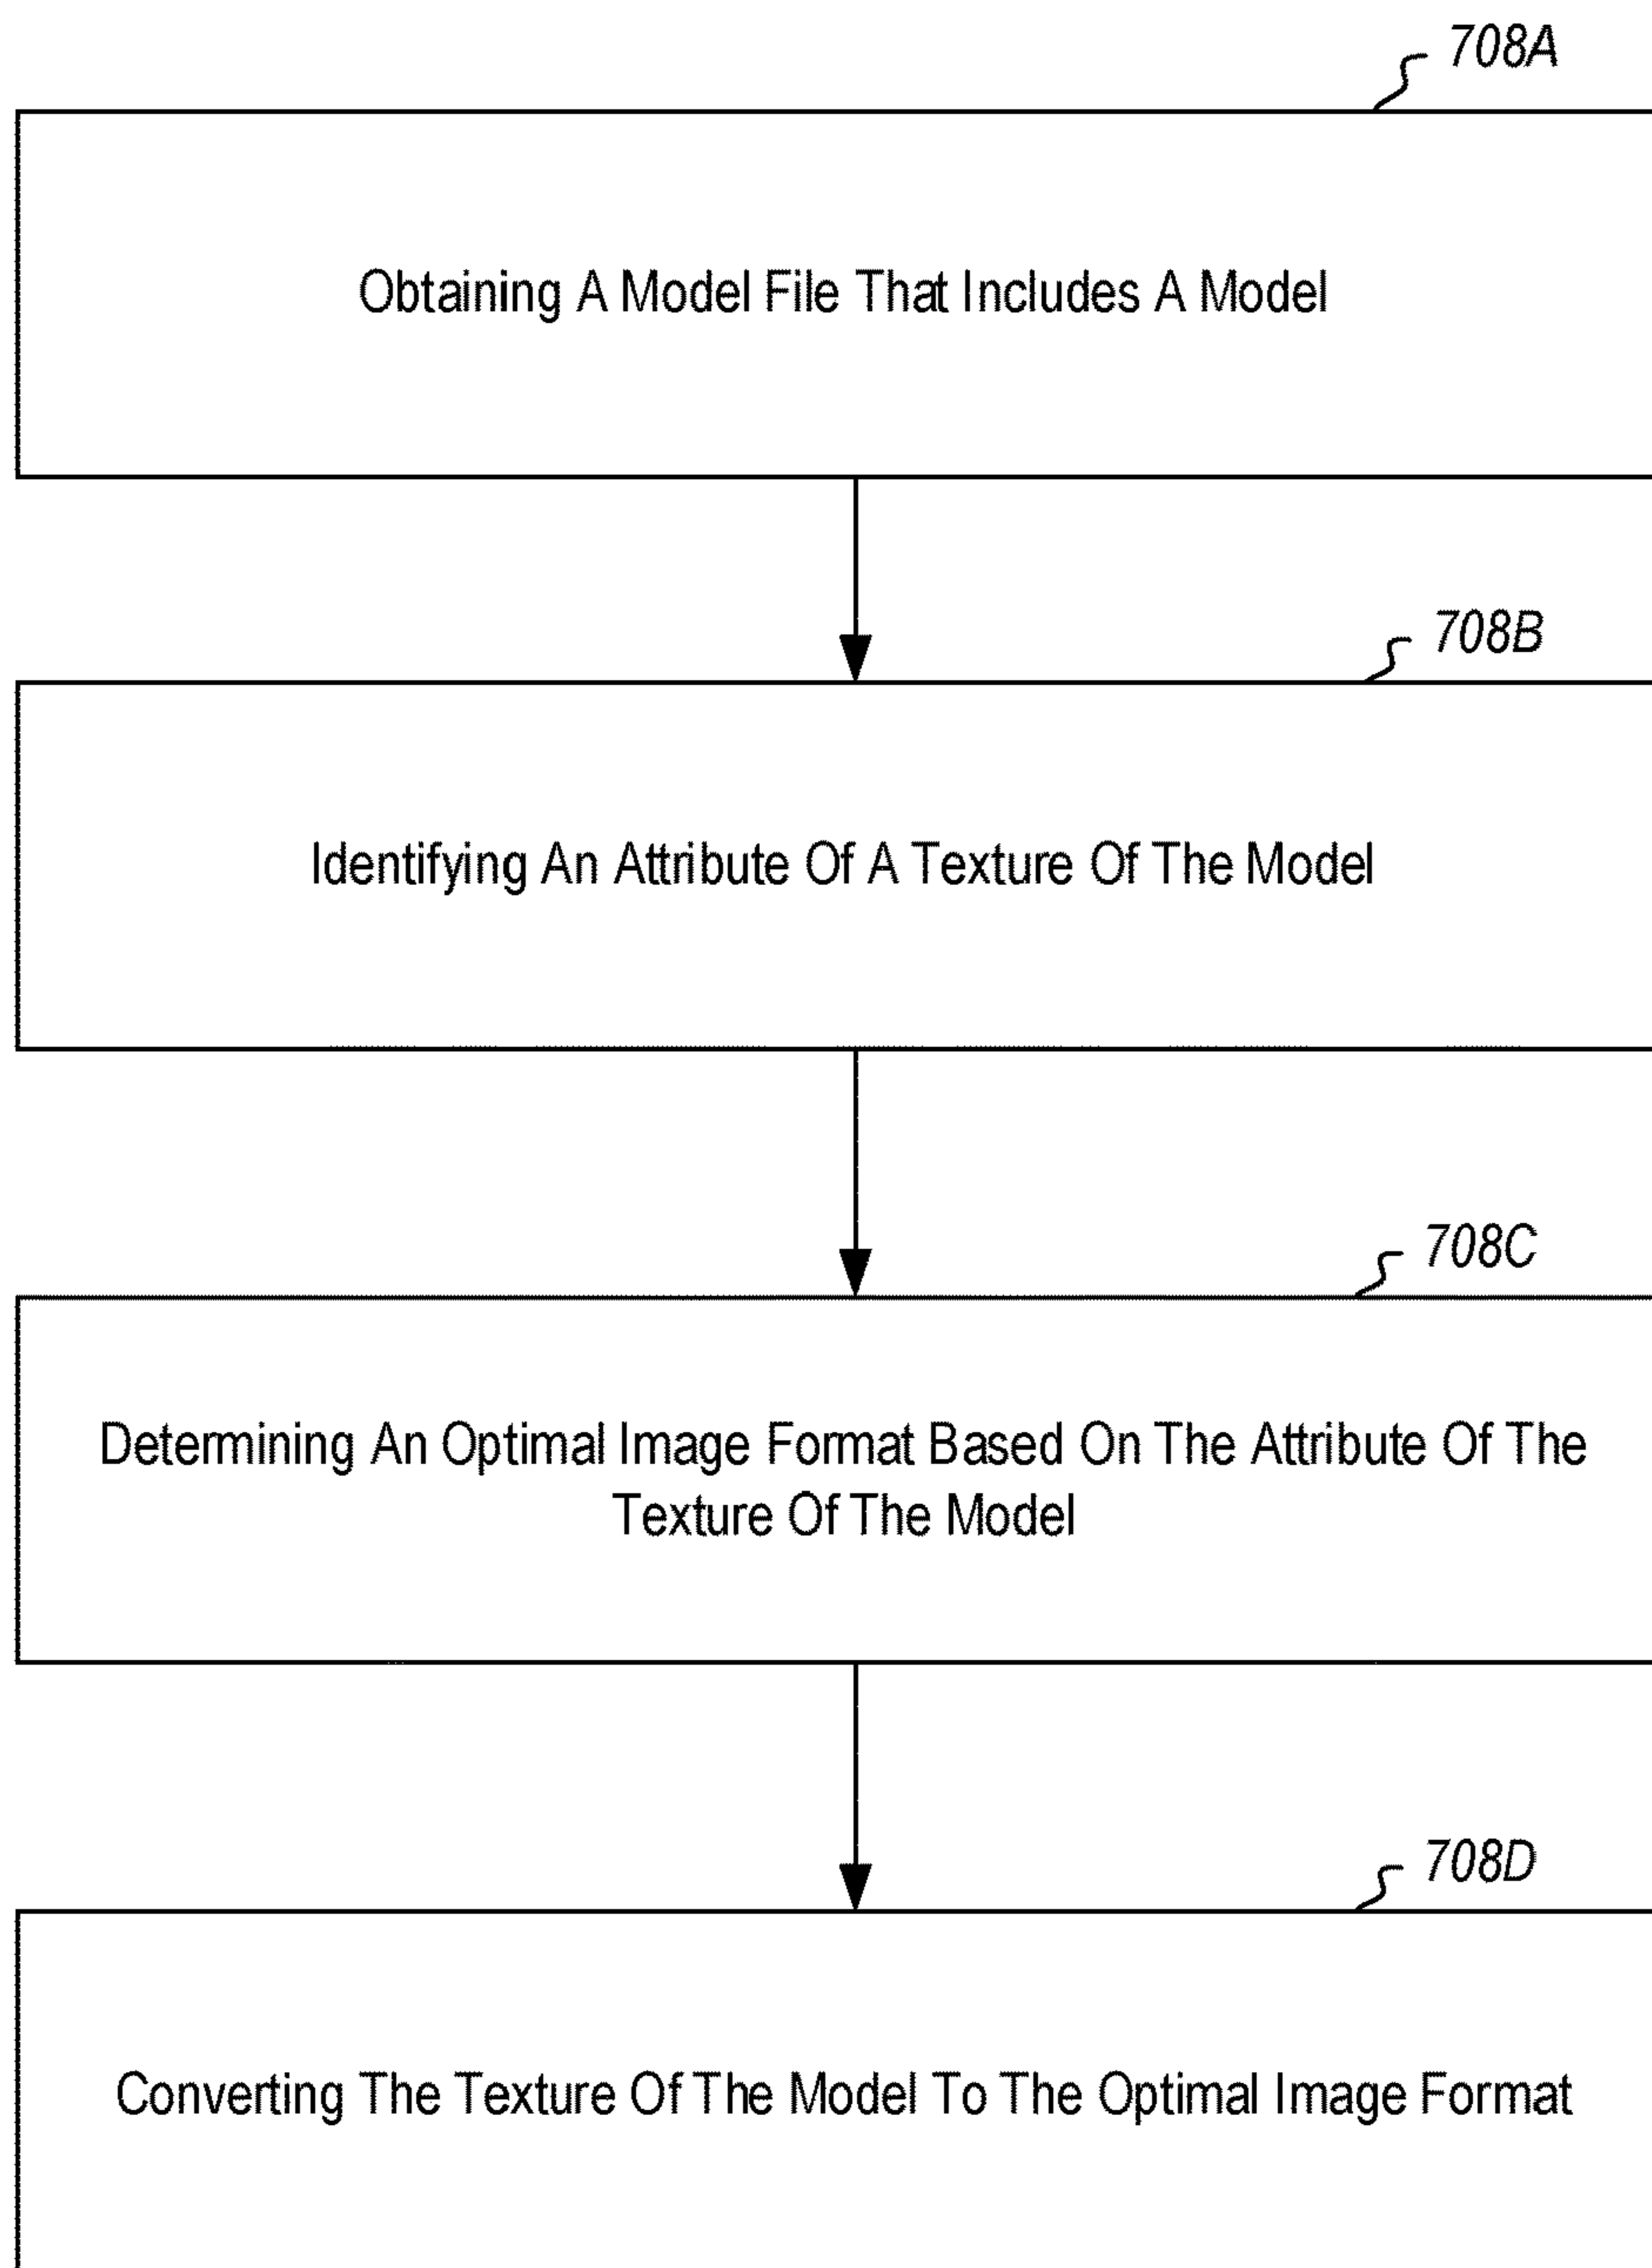 708A
Obtaining A Model File That Includes A Model
708B
Identifying An Attribute Of A Texture Of The Model
708C
Determining An Optimal Image Format Based On The Attribute Of The
Texture Of The Model
708D
Converting The Texture Of The Model To The Optimal Image Format